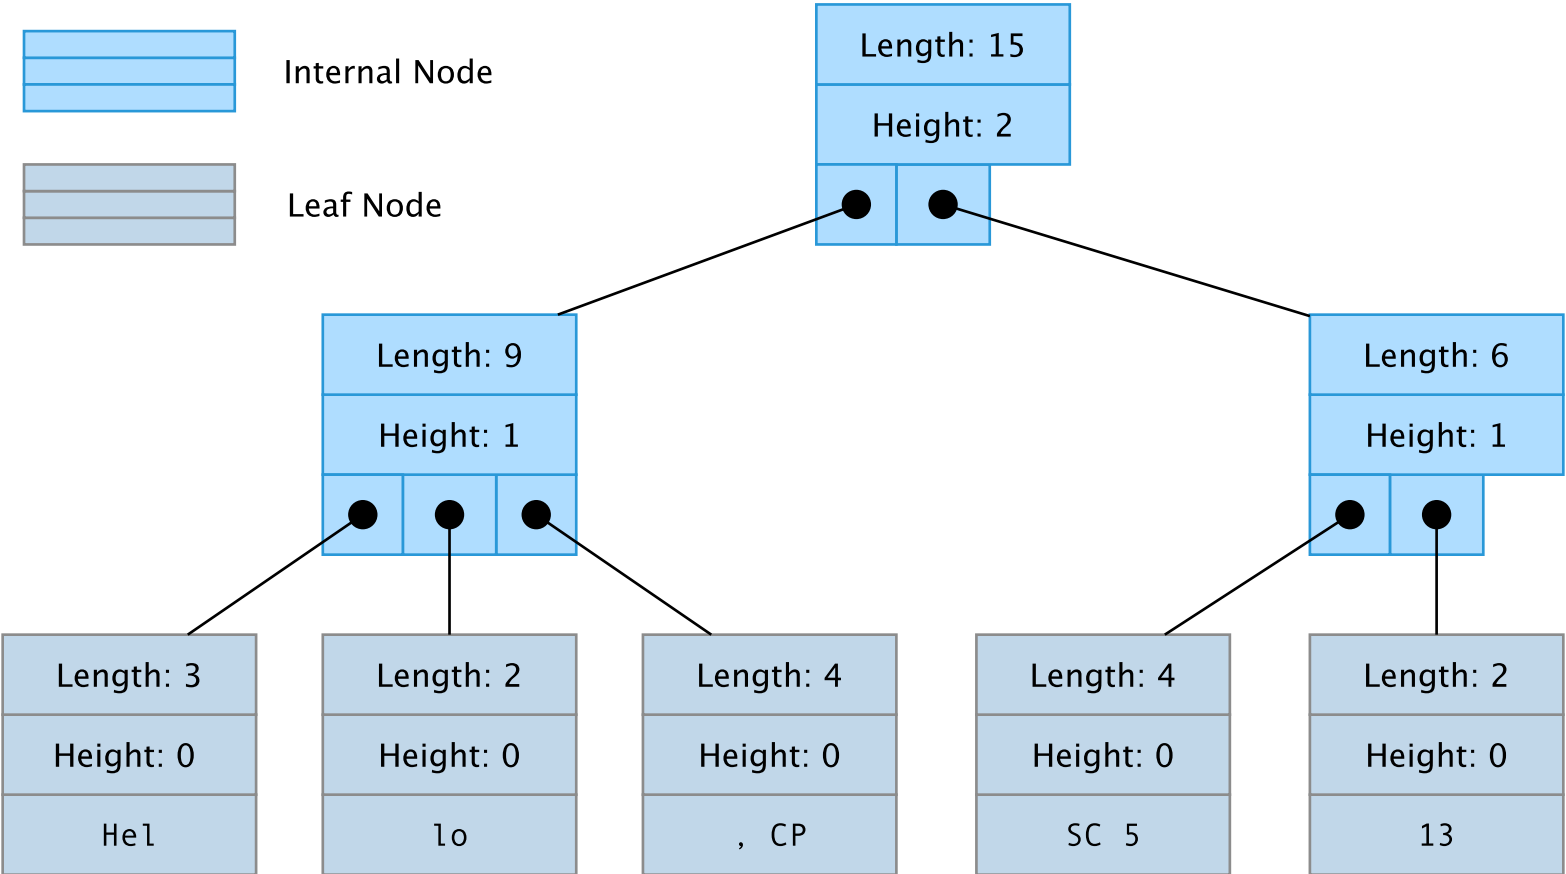 Internal Node
Leaf Node
Length: 15
Height: 2
Length: 9
Height: 1
Length: 6
Height: 1
Length: 3
Height: 0
Hel
Length: 2
Height: 0
lo
Length: 4
Height: 0
, CP
Length: 4
Height: 0
SC 5
Length: 2
Height: 0
13